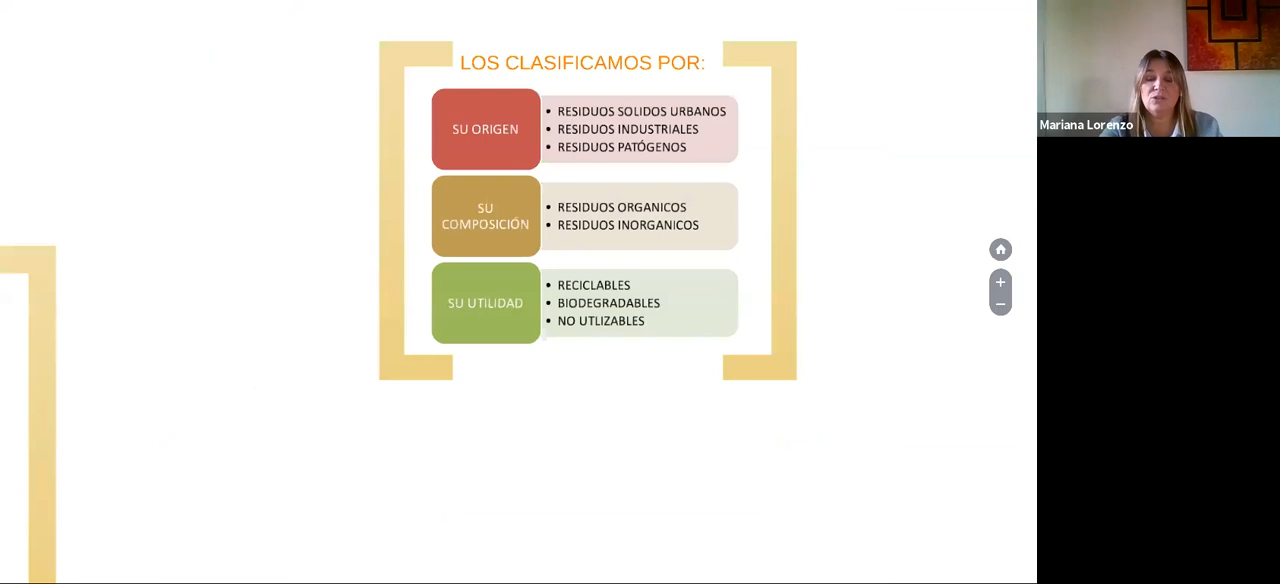 LOS CLASIFICAMOS POR:
SU ORIGEN
• RESIDUOS SOLIDOS URBANOS
• RESIDUOS INDUSTRIALES
• RESIDUOS PATÓGENOS
SU
COMPOSICIÓN
• RESIDUOS ORGANICOS
• RESIDUOS INORGANICOS
SU UTILIDAD
• RECICLABLES
• BIODEGRADABLES
• NO UTLIZABLES
Mariana Lorenzo